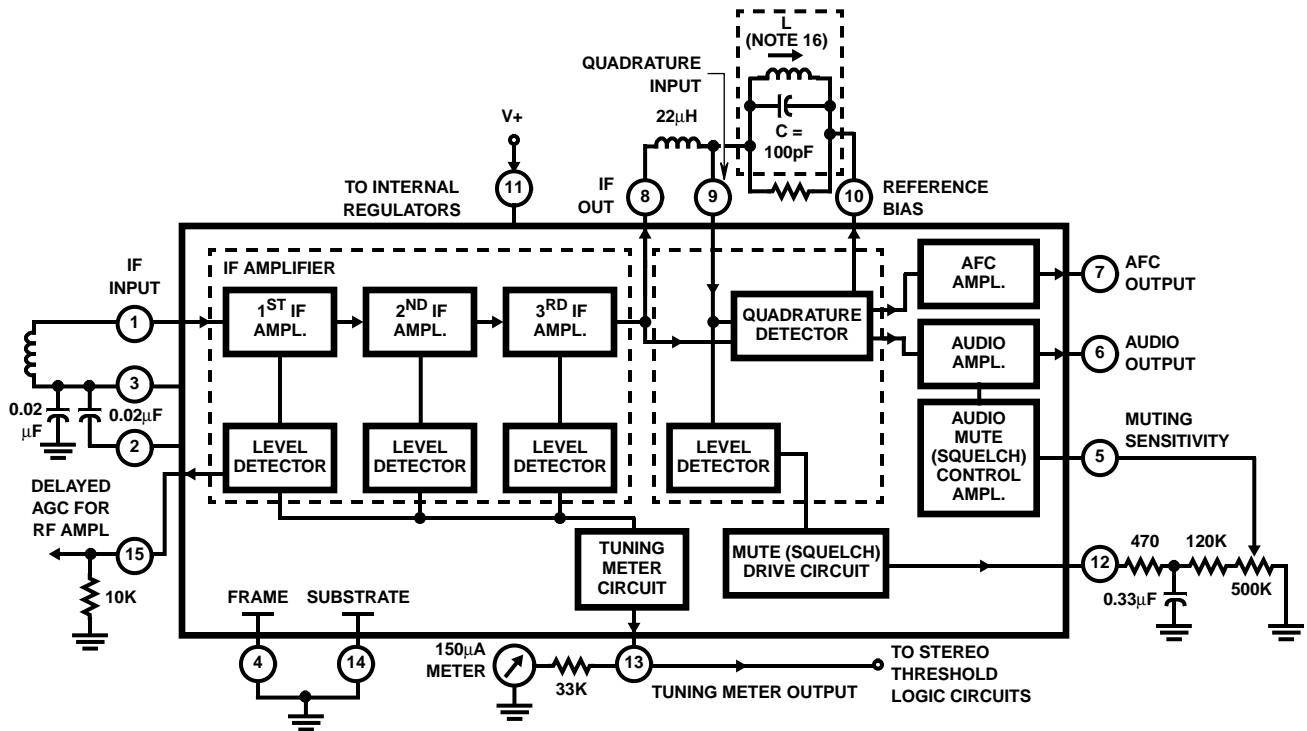 L
(NOTE 16)
QUADRATURE
INPUT
22μH
C =
100pF
V+
11
TO INTERNAL
REGULATORS
8
IF
OUT
9
10
REFERENCE
BIAS
IF
INPUT
1
3
2
0.02
μF
0.02μF
IF AMPLIFIER
1ST IF
AMPL.
2ND IF
AMPL.
3RD IF
AMPL.
QUADRATURE
DETECTOR
AFC
AMPL.
7
AFC
OUTPUT
AUDIO
AMPL.
6
AUDIO
OUTPUT
LEVEL
DETECTOR
LEVEL
DETECTOR
LEVEL
DETECTOR
LEVEL
DETECTOR
AUDIO
MUTE
(SQUELCH)
CONTROL
AMPL.
MUTING
SENSITIVITY
5
DELAYED
AGC FOR
RF AMPL
15
10K
TUNING
METER
CIRCUIT
MUTE (SQUELCH)
DRIVE CIRCUIT
12
470
120K
0.33μF
500K
FRAME
SUBSTRATE
4
14
150μA
METER
33K
13
TUNING METER OUTPUT
TO STEREO
THRESHOLD
LOGIC CIRCUITS